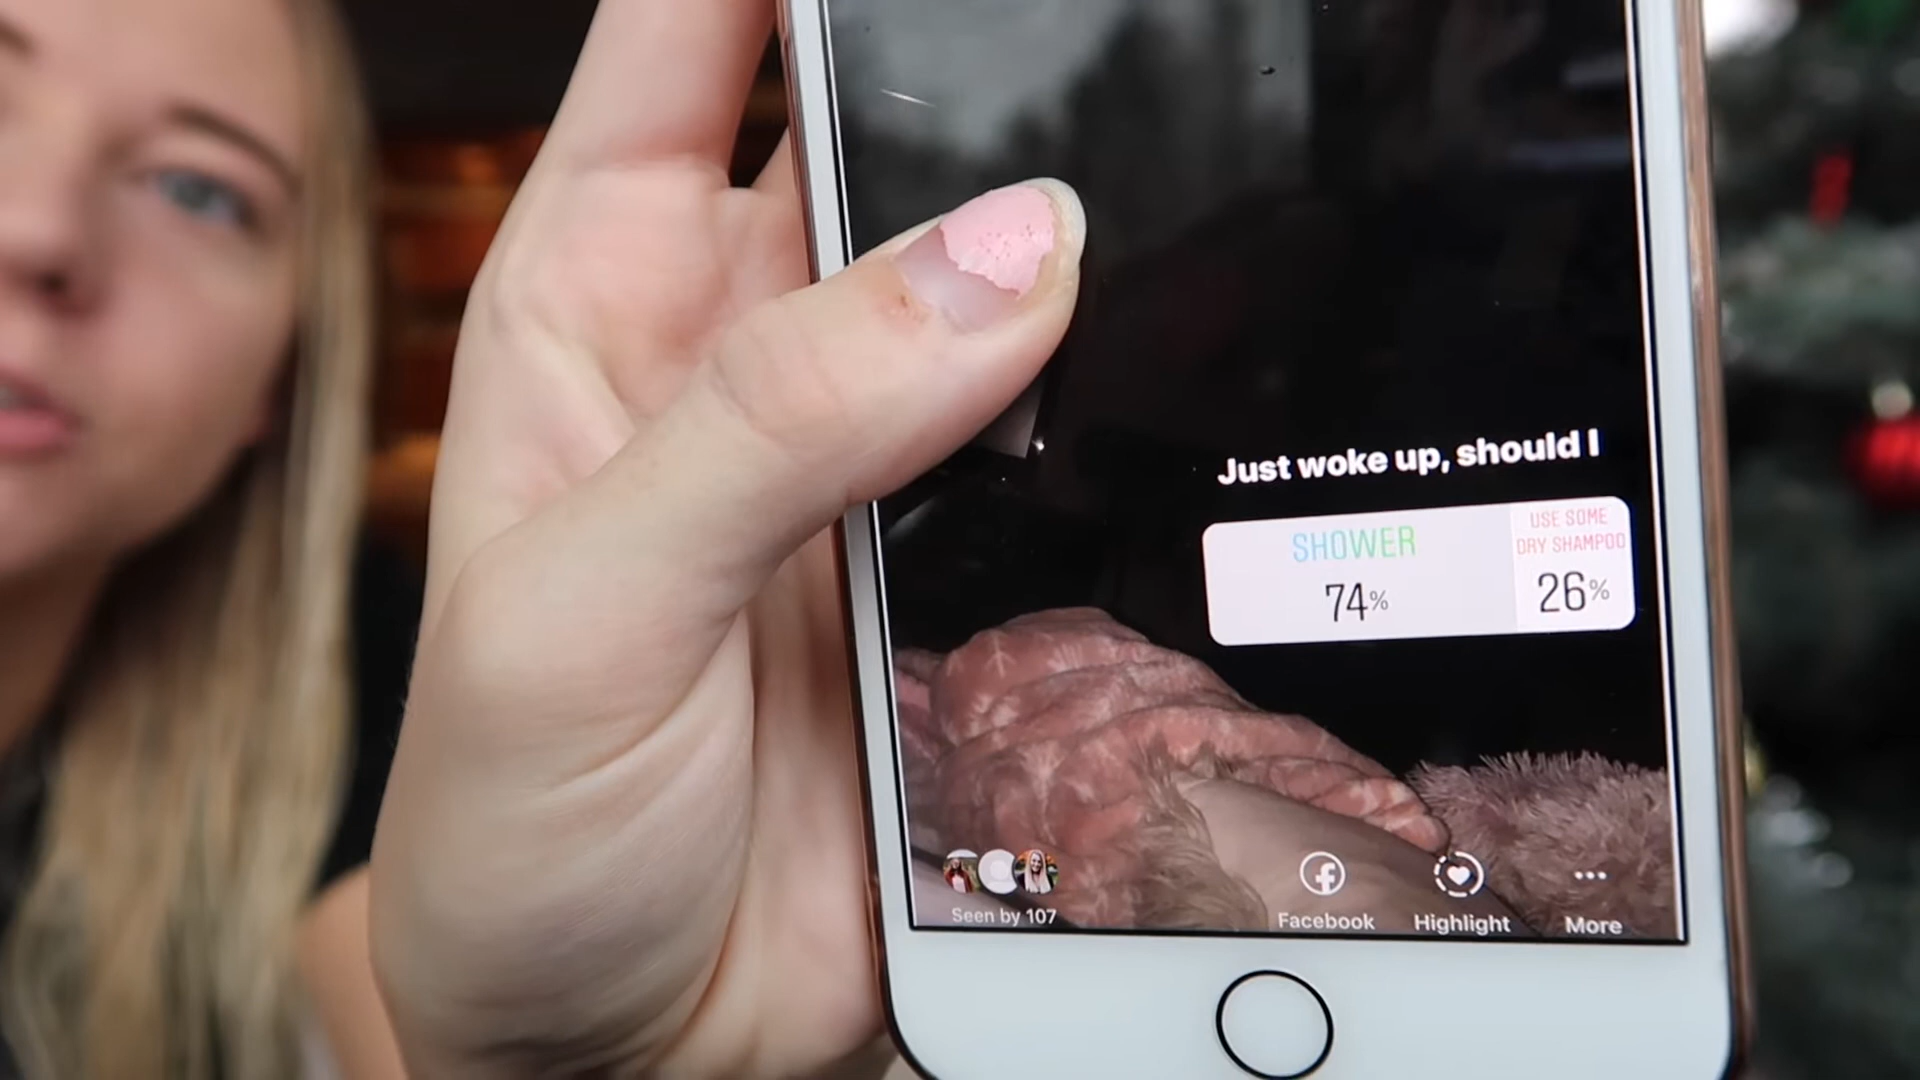 Just woke up, should I
SHOWER
74%
USE SOME
DRY SHAMPOO
26%
Seen by 107
Facebook
Highlight
More